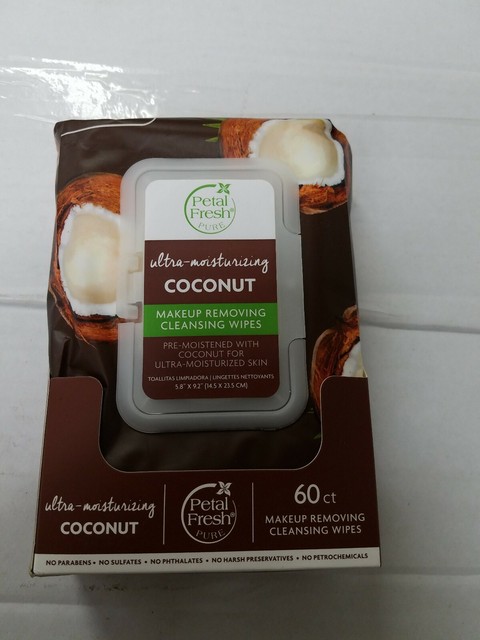 Petal
Fresh®
PURE
ultra-moisturizing
COCONUT
MAKEUP REMOVING
CLEANSING WIPES
PRE-MOISTENED WITH
COCONUT FOR
ULTRA-MOISTURIZED SKIN
TOALLITAS LIMPIADORA | LINGETTES NETTOYANTS
5.8" X 9.2" (14.5 X 23.5 CM)
ultra-moisturizing
COCONUT
Petal
Fresh®
PURE
60 ct
MAKEUP REMOVING
CLEANSING WIPES
NO PARABENS • NO SULFATES • NO PHTHALATES • NO HARSH PRESERVATIVES • NO PETROCHEMICALS